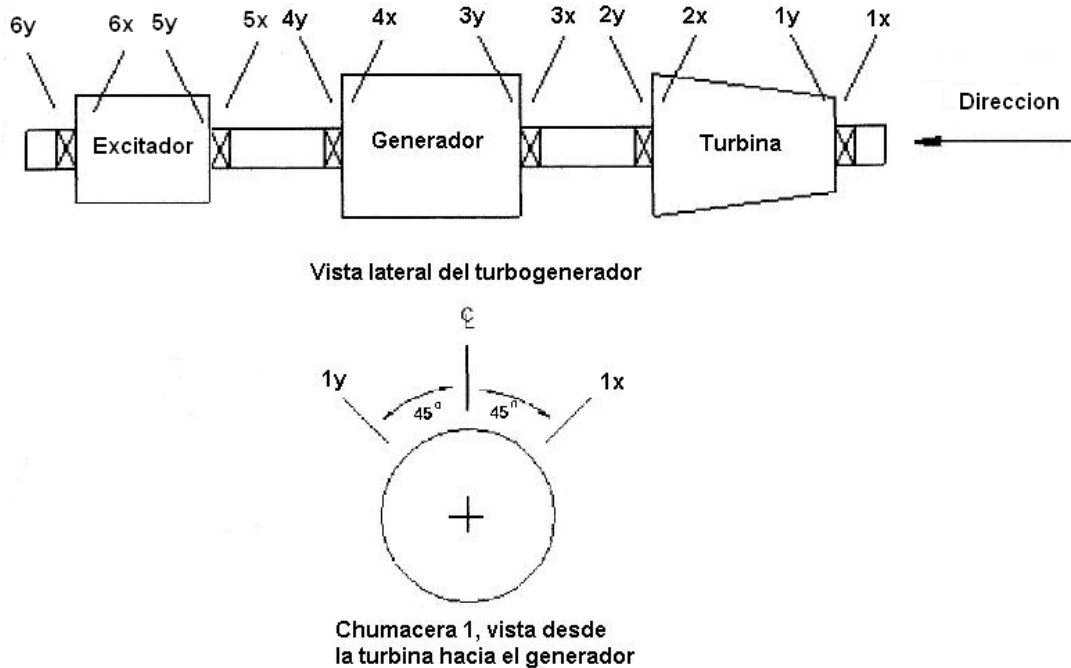 6y 6x 5y 5x 4y 4x 3y 3x 2y 2x 1y 1x
Direccion
Excitador Generador Turbina
Vista lateral del turbogenerador
℄
1y 1x
45° 45°
Chumacera 1, vista desde
la turbina hacia el generador